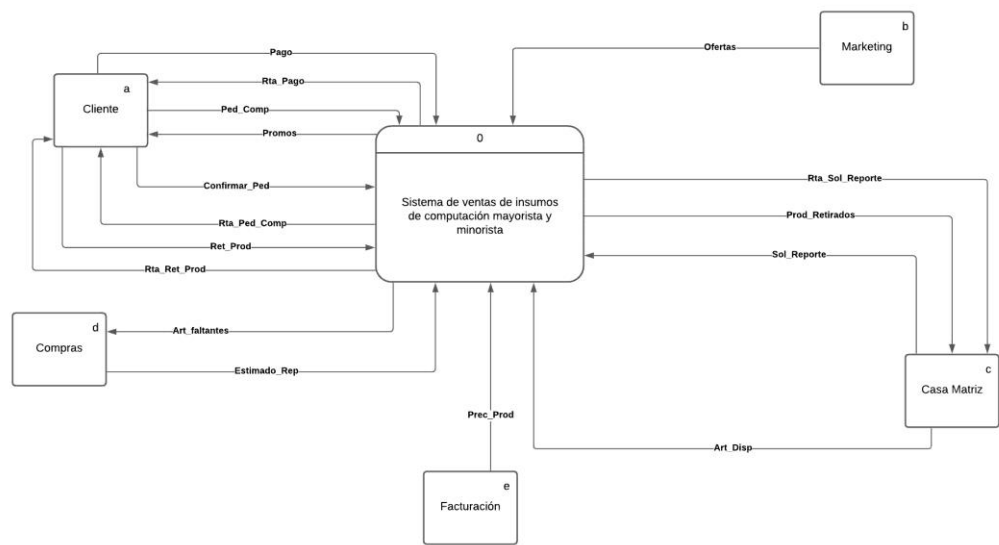 b
Marketing
Pago
Ofertas
a
Cliente
Rta_Pago
Ped_Comp
Promos
0
Confirmar_Ped
Sistema de ventas de insumos
de computación mayorista y
minorista
Rta_Sol_Reporte
Prod_Retirados
Rta_Ped_Comp
Ret_Prod
Sol_Reporte
Rta_Ret_Prod
d
Compras
Art_faltantes
Estimado_Rep
c
Casa Matriz
Prec_Prod
Art_Disp
e
Facturación